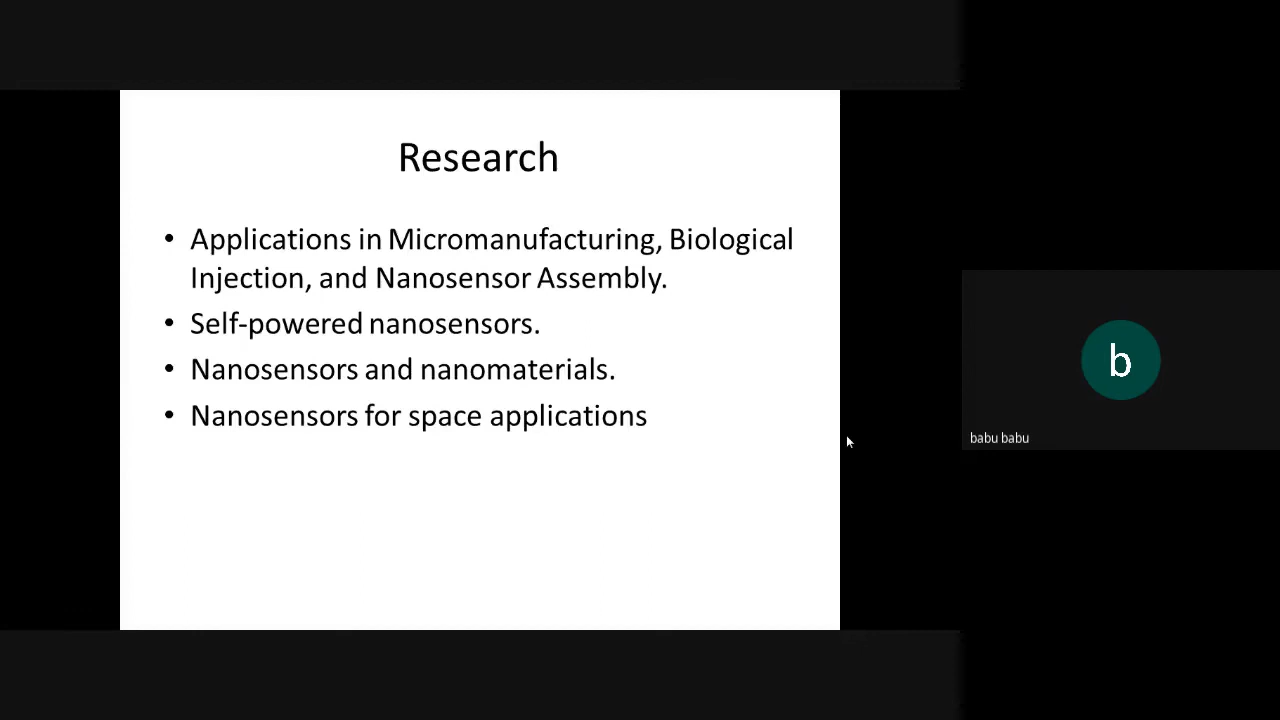 Research
• Applications in Micromanufacturing, Biological
Injection, and Nanosensor Assembly.
• Self-powered nanosensors.
• Nanosensors and nanomaterials.
• Nanosensors for space applications
b
babu babu